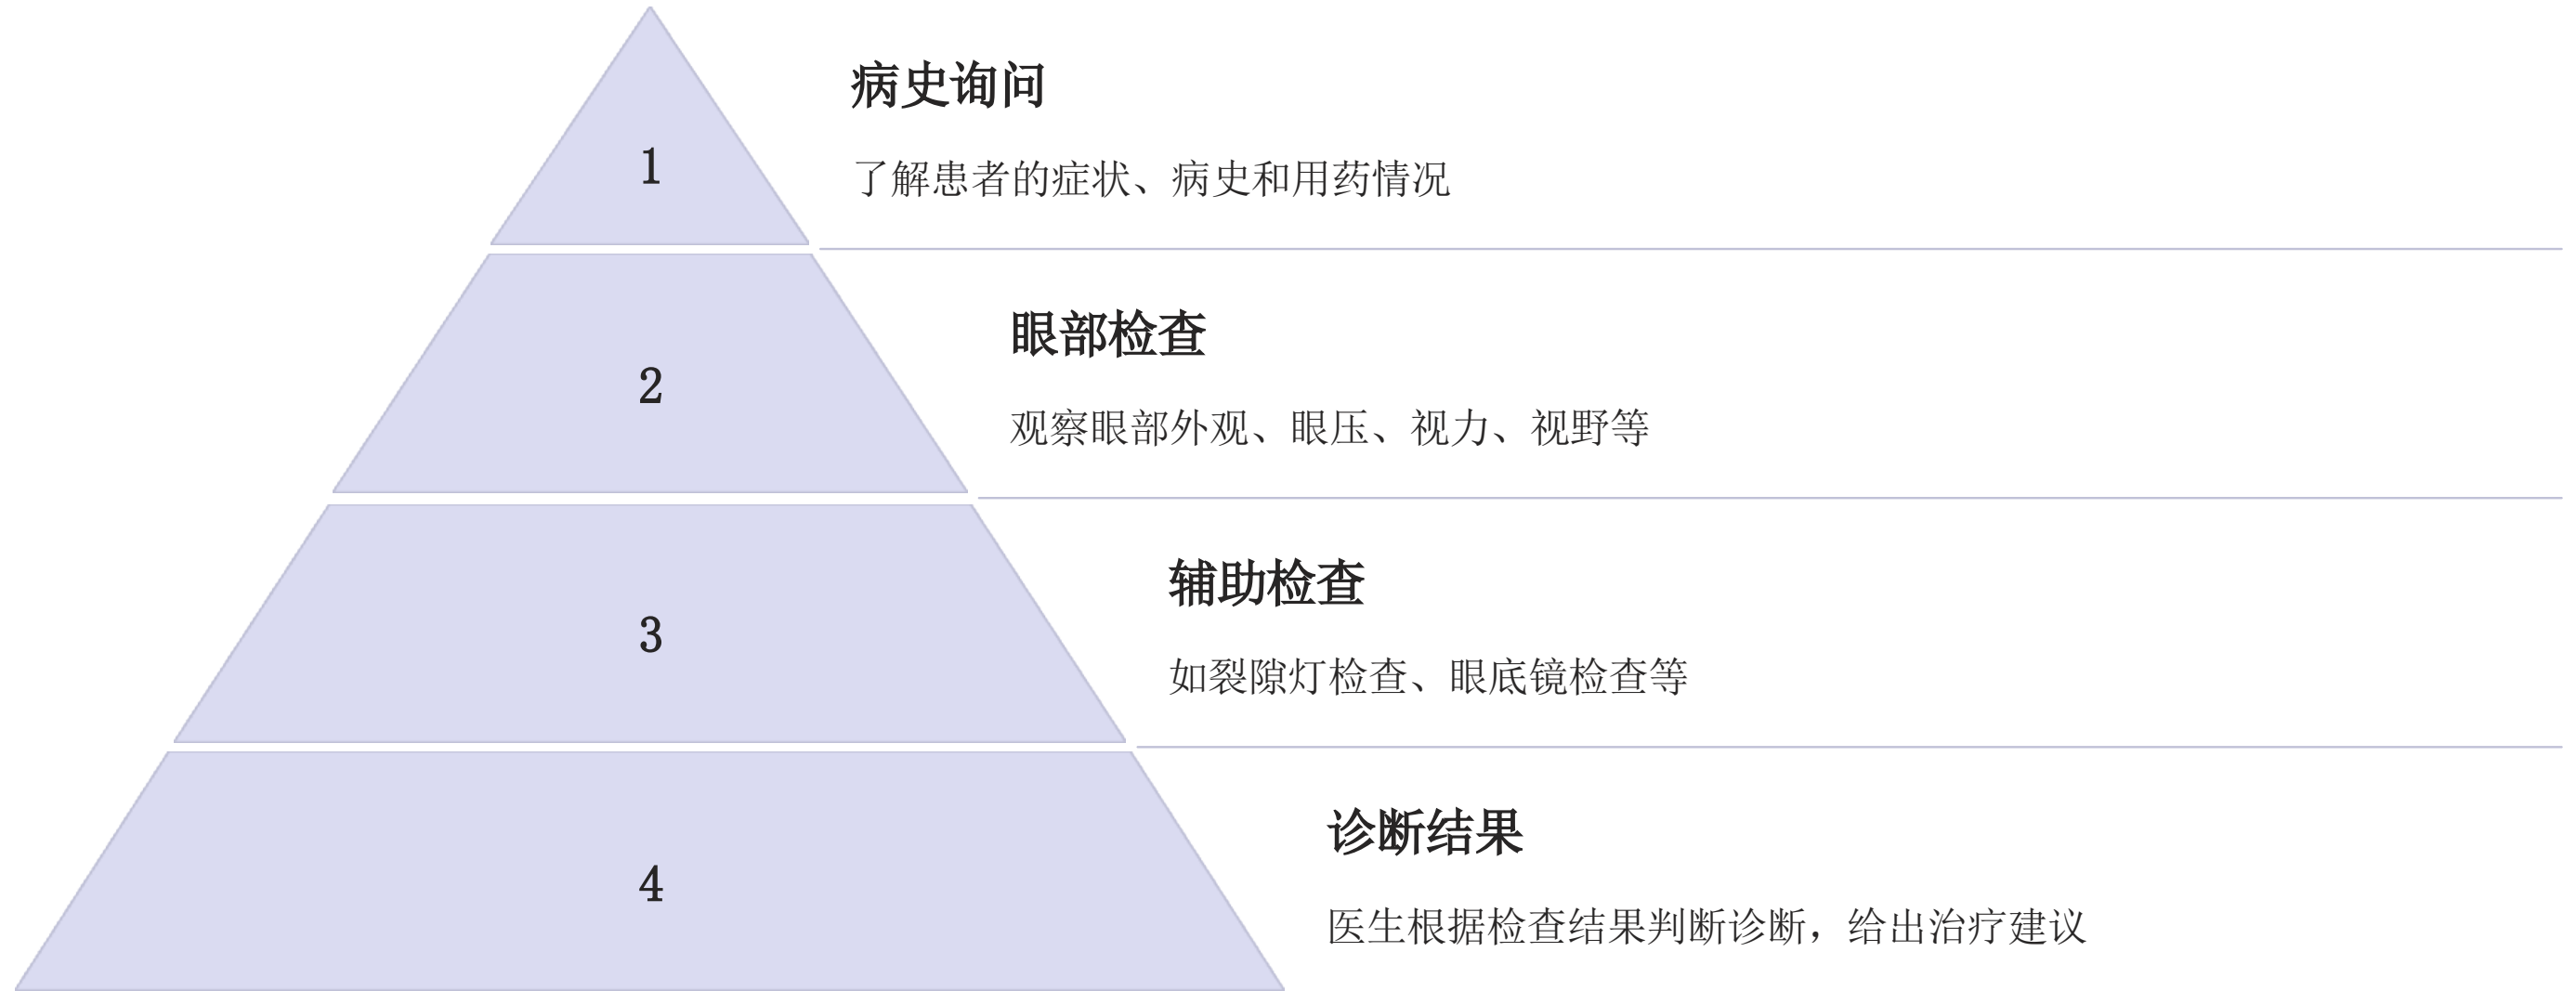 病史询问
1
了解患者的症状、病史和用药情况
眼部检查
2
观察眼部外观、眼压、视力、视野等
辅助检查
3
如裂隙灯检查、眼底镜检查等
诊断结果
4
医生根据检查结果判断诊断，给出治疗建议